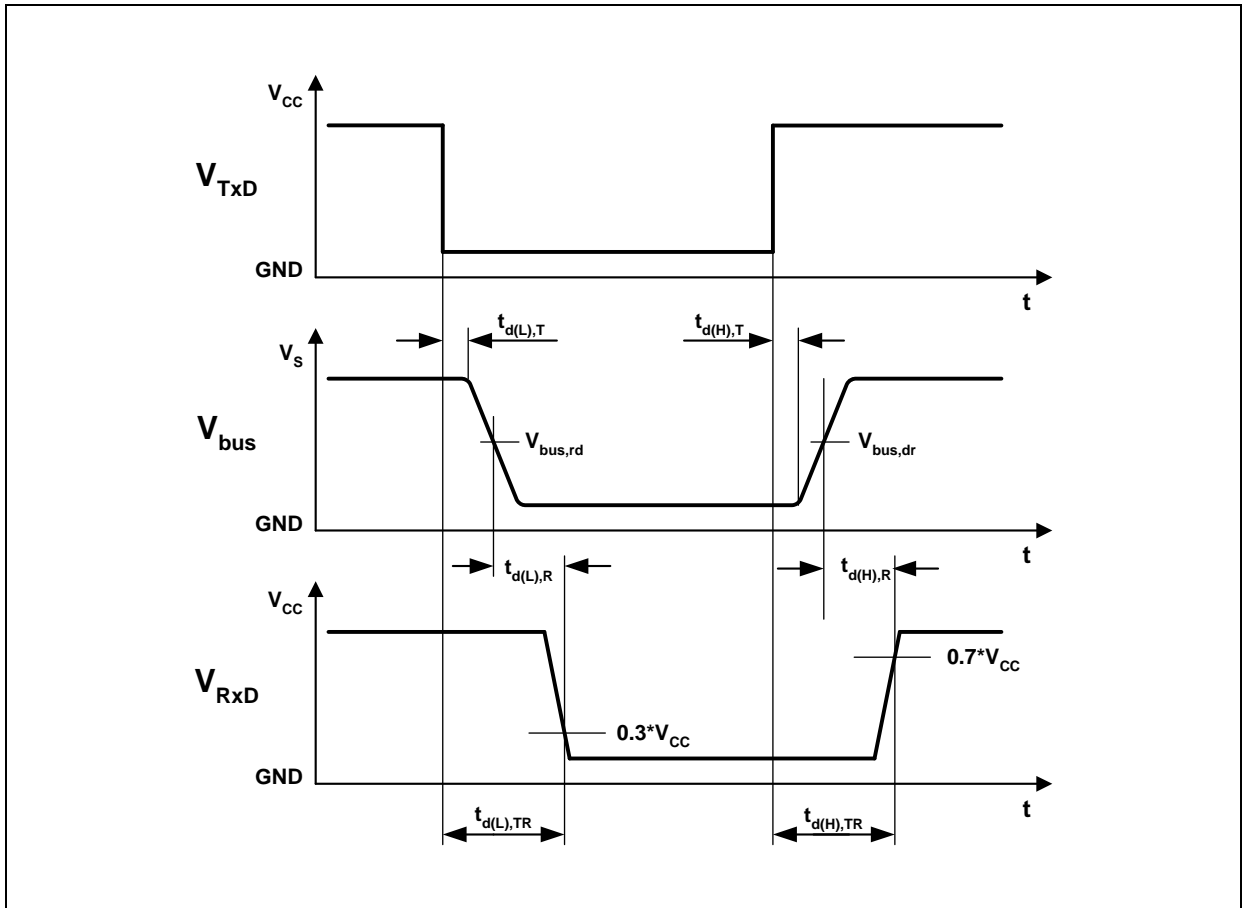 V_CC
V_TxD
GND
t
t_d(L),T
t_d(H),T
V_S
V_bus
V_bus,rd
V_bus,dr
GND
t
t_d(L),R
t_d(H),R
V_CC
V_RxD
0.7*V_CC
0.3*V_CC
GND
t
t_d(L),TR
t_d(H),TR